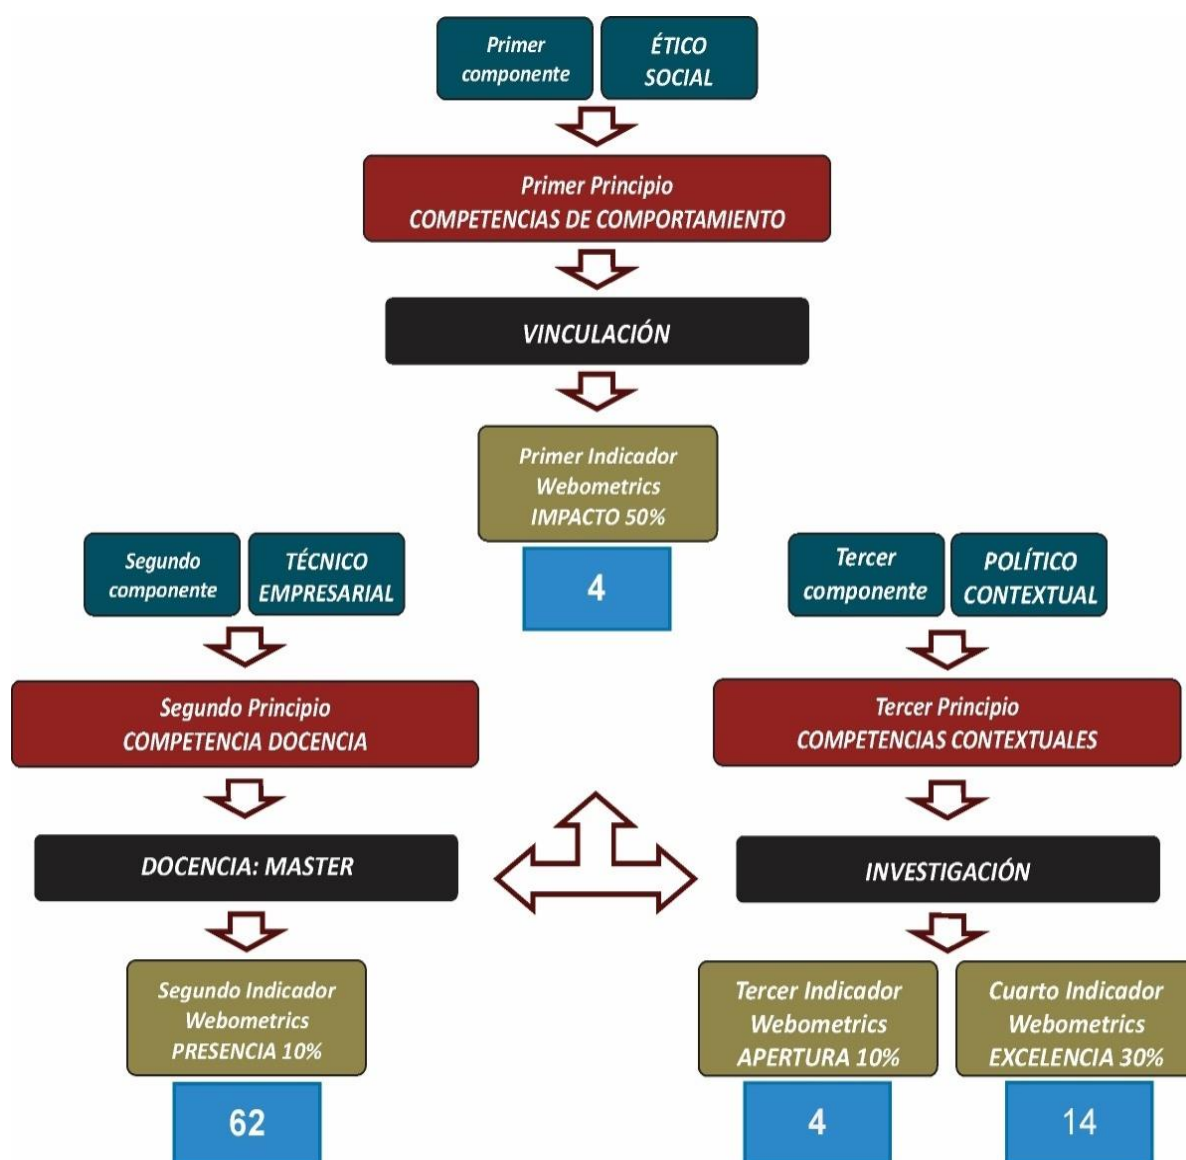 Primer
componente
ÉTICO
SOCIAL
Primer Principio
COMPETENCIAS DE COMPORTAMIENTO
VINCULACIÓN
Primer Indicador
Webometrics
IMPACTO 50%
4
Segundo
componente
TÉCNICO
EMPRESARIAL
Segundo Principio
COMPETENCIA DOCENCIA
DOCENCIA: MASTER
Segundo Indicador
Webometrics
PRESENCIA 10%
62
Tercer
componente
POLÍTICO
CONTEXTUAL
Tercer Principio
COMPETENCIAS CONTEXTUALES
INVESTIGACIÓN
Tercer Indicador
Webometrics
APERTURA 10%
4
Cuarto Indicador
Webometrics
EXCELENCIA 30%
14